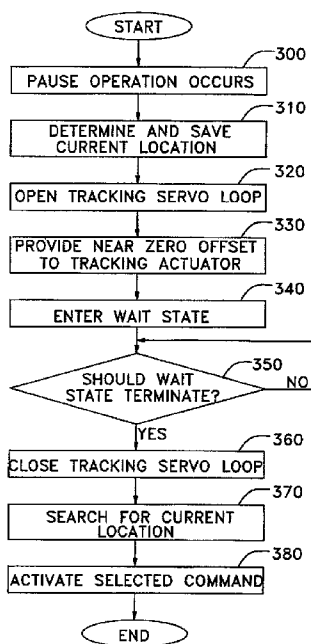 START
300
PAUSE OPERATION OCCURS
310
DETERMINE AND SAVE
CURRENT LOCATION
320
OPEN TRACKING SERVO LOOP
330
PROVIDE NEAR ZERO OFFSET
TO TRACKING ACTUATOR
340
ENTER WAIT STATE
350
SHOULD WAIT
STATE TERMINATE?
NO
YES
360
CLOSE TRACKING SERVO LOOP
370
SEARCH FOR CURRENT
LOCATION
380
ACTIVATE SELECTED COMMAND
END